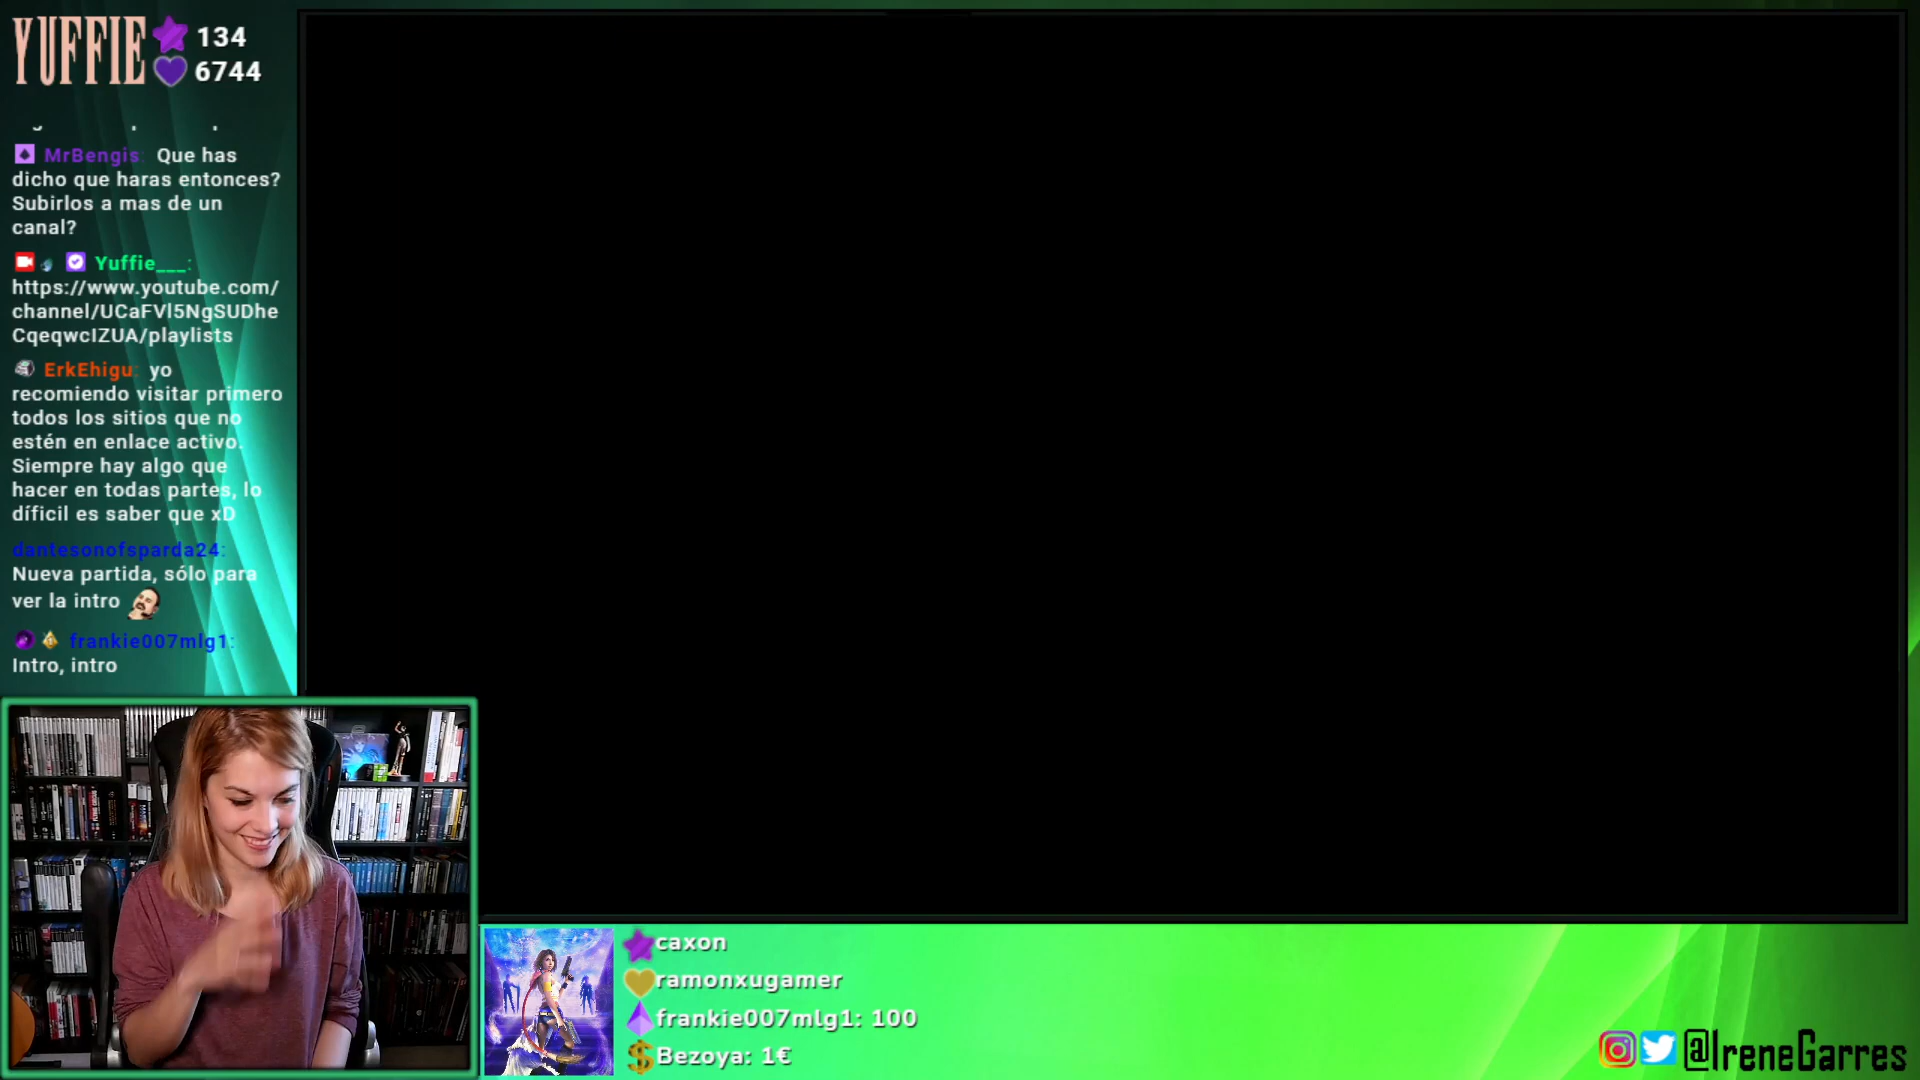 YUFFIE
134
6744
MrBengis: Que has
dicho que haras entonces?
Subirlos a mas de un
canal?
Yuffie___:
https://www.youtube.com/
channel/UCaFVl5NgSUDhe
CqeqwcIZUA/playlists
ErkEhigu: yo
recomiendo visitar primero
todos los sitios que no
estén en enlace activo.
Siempre hay algo que
hacer en todas partes, lo
díficil es saber que xD
dantesonofsparda24:
Nueva partida, sólo para
ver la intro
frankie007mlg1:
Intro, intro
caxon
ramonxugamer
frankie007mlg1: 100
Bezoya: 1€
@IreneGarres